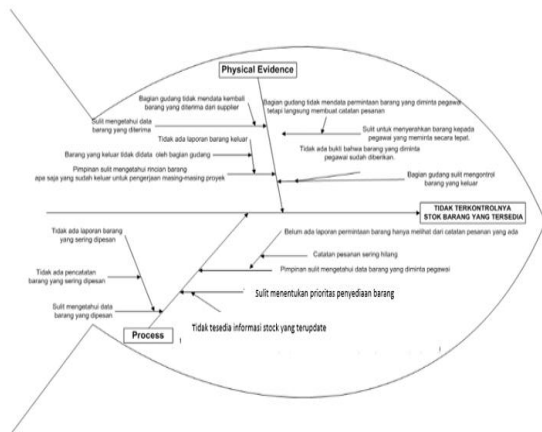 Physical Evidence
Bagian gudang tidak mendata kembali
barang yang diterima dari supplier
Bagian gudang tidak mendata permintaan barang yang diminta pegawai
tetapi langsung membuat catatan pesanan
Sulit mengetahui data
barang yang diterima
Sulit untuk menyerahkan barang kepada
pegawai yang meminta secara tepat.
Tidak ada laporan barang keluar
Tidak ada bukti bahwa barang yang diminta
pegawai sudah diberikan.
Barang yang keluar tidak didata oleh bagian gudang
Pimpinan sulit mengetahui rincian barang
apa saja yang sudah keluar untuk pengerjaan masing-masing proyek
Bagian gudang sulit mengontrol
barang yang keluar
TIDAK TERKONTROLNYA
STOK BARANG YANG TERSEDIA
Tidak ada laporan barang
yang sering dipesan
Belum ada laporan permintaan barang hanya melihat dari catatan pesanan yang ada
Catatan pesanan sering hilang
Tidak ada pencatatan
barang yang sering dipesan
Pimpinan sulit mengetahui data barang yang diminta pegawai
Sulit menentukan prioritas penyediaan barang
Sulit mengetahui data
barang yang dipesan
Tidak tesedia informasi stock yang terupdate
Process